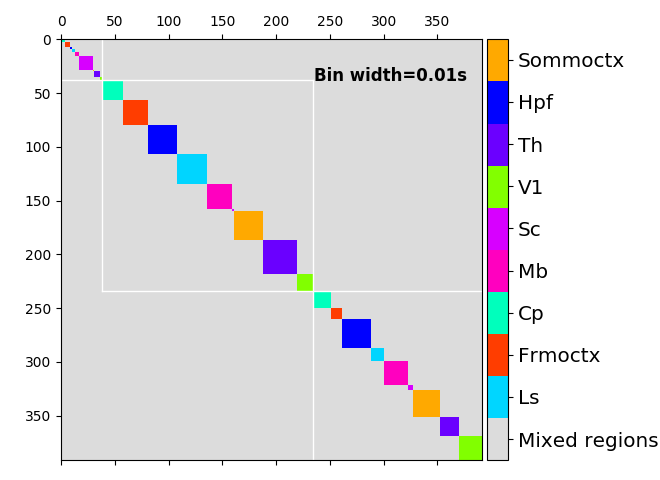 0 50 100 150 200 250 300 350
0
50
100
150
200
250
300
350
Bin width=0.01s
Sommoctx
Hpf
Th
V1
Sc
Mb
Cp
Frmoctx
Ls
Mixed regions